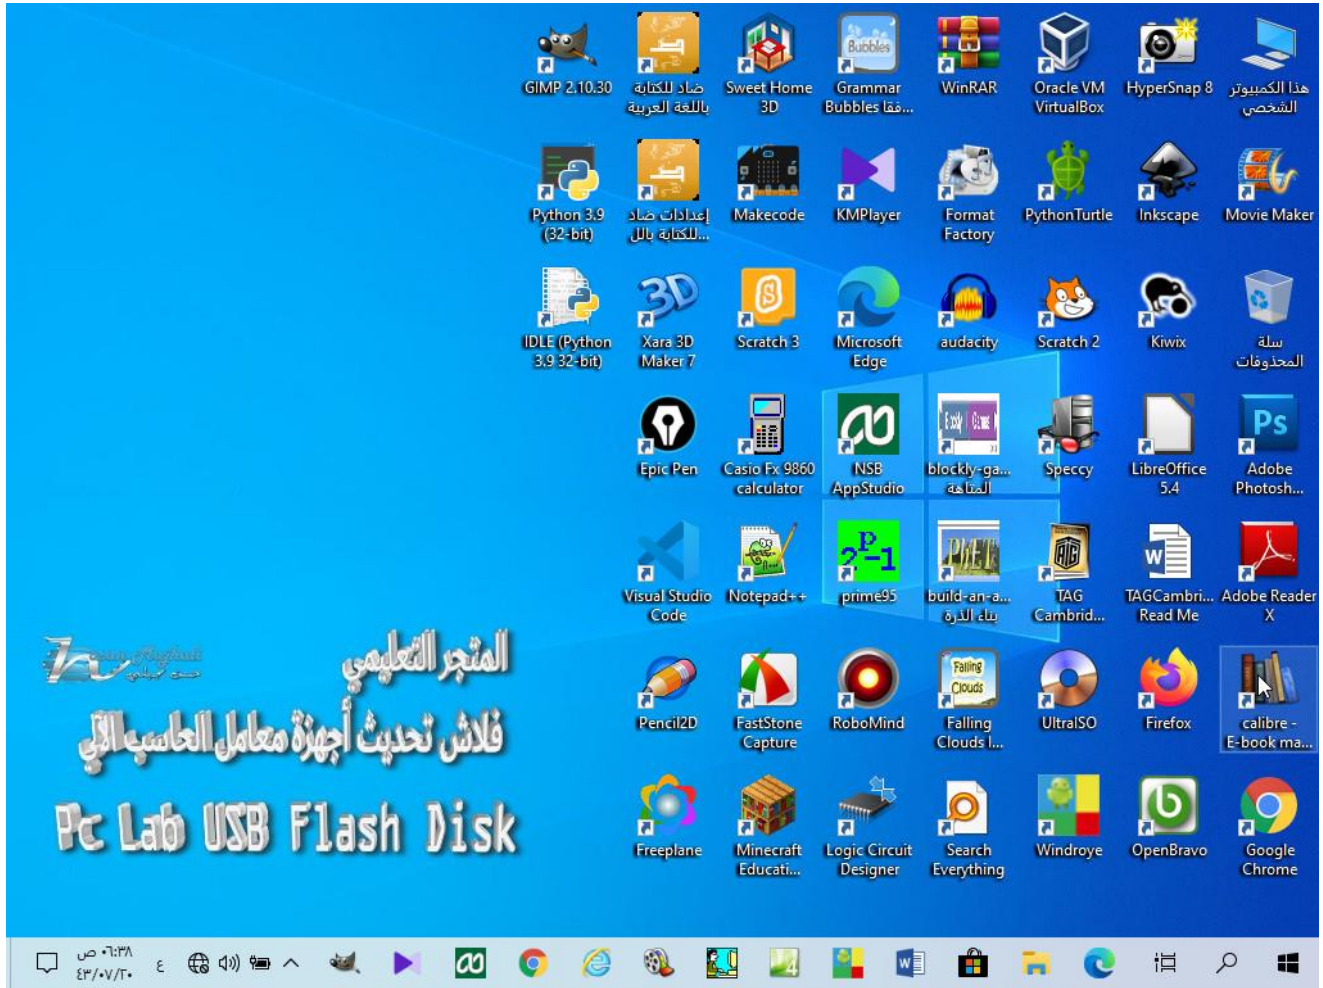 هذا الكمبيوتر
الشخصي
HyperSnap 8
Oracle VM
VirtualBox
WinRAR
Grammar
Bubbles لفقا...
Sweet Home
3D
ضاد للكتابة
باللغة العربية
GIMP 2.10.30
Movie Maker
Inkscape
PythonTurtle
Format
Factory
KMPlayer
Makecode
إعدادات ضاد
للكتابة بالل...
Python 3.9
(32-bit)
سلة
المحذوفات
Kiwix
Scratch 2
audacity
Microsoft
Edge
Scratch 3
Xara 3D
Maker 7
IDLE (Python
3.9 32-bit)
Adobe
Photosh...
LibreOffice
5.4
Speccy
blockly-ga...
المتاهة
NSB
AppStudio
Casio Fx 9860
calculator
Epic Pen
Adobe Reader
X
TAGCambri...
Read Me
TAG
Cambrid...
build-an-a...
بناء الذرة
prime95
Notepad++
Visual Studio
Code
calibre -
E-book ma...
Firefox
UltraISO
Falling
Clouds I...
RoboMind
FastStone
Capture
Pencil2D
Google
Chrome
OpenBravo
Windroye
Search
Everything
Logic Circuit
Designer
Minecraft
Educati...
Freeplane
المتجر التعليمي
فلاش تحديث أجهزة معامل الحاسب الآلي
Pc Lab USB Flash Disk
ع
٠٦:٣٨ ص
٤٣/٠٧/٢٠